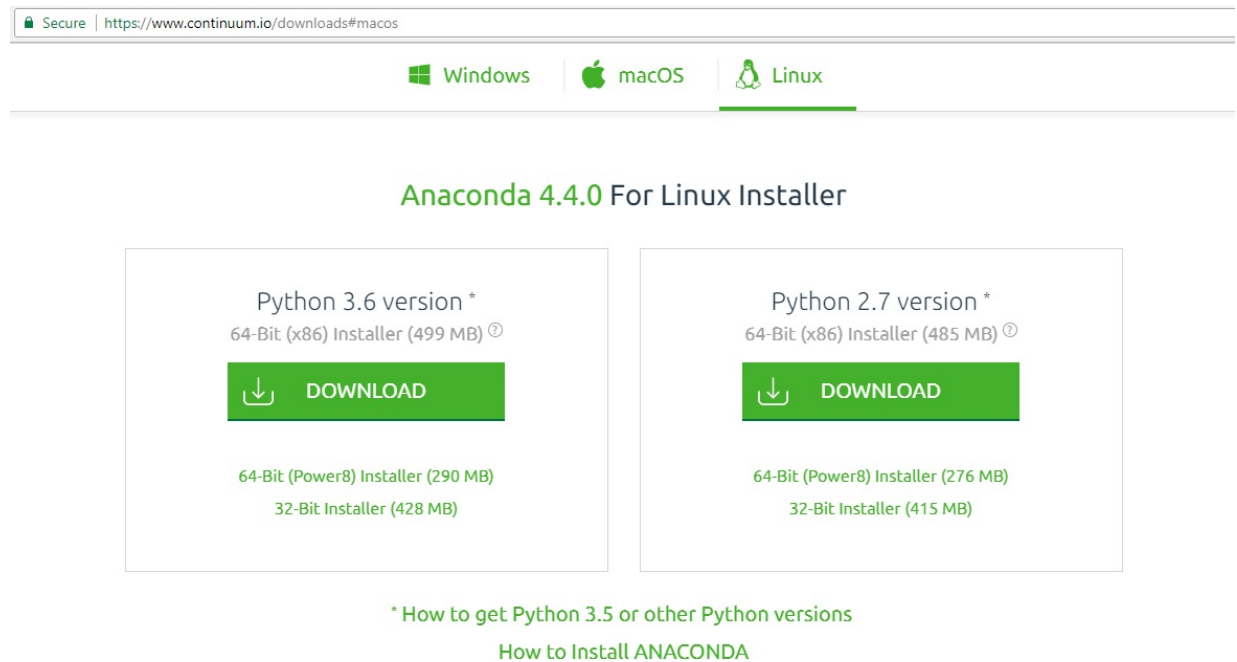 Secure | https://www.continuum.io/downloads#macos
Windows macOS Linux
Anaconda 4.4.0 For Linux Installer
Python 3.6 version *
64-Bit (x86) Installer (499 MB) ?
DOWNLOAD
64-Bit (Power8) Installer (290 MB)
32-Bit Installer (428 MB)
Python 2.7 version *
64-Bit (x86) Installer (485 MB) ?
DOWNLOAD
64-Bit (Power8) Installer (276 MB)
32-Bit Installer (415 MB)
* How to get Python 3.5 or other Python versions
How to Install ANACONDA